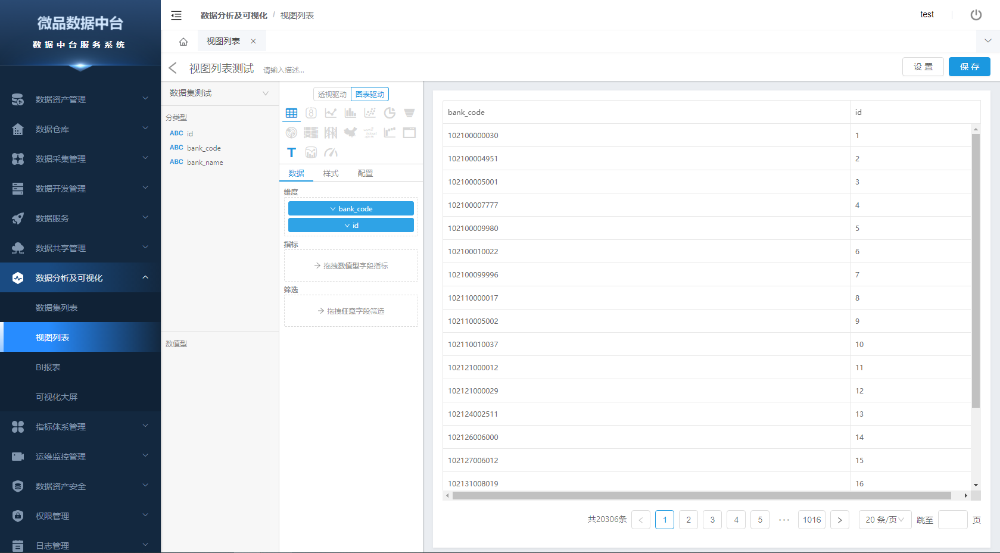 微品数据中台
数据中台服务系统
数据资产管理
数据仓库
数据采集管理
数据开发管理
数据服务
数据共享管理
数据分析及可视化
数据集列表
视图列表
BI报表
可视化大屏
指标体系管理
运维监控管理
数据资产安全
权限管理
日志管理
数据分析及可视化 / 视图列表
test
视图列表
视图列表测试 请输入描述...
设 置 保 存
数据集测试
分类型
ABC id
ABC bank_code
ABC bank_name
数值型
透视驱动 图表驱动
数据 样式 配置
维度
bank_code
id
指标
拖拽数值型字段指标
筛选
拖拽任意字段筛选
bank_code id
102100000030 1
102100004951 2
102100005001 3
102100007777 4
102100009980 5
102100010022 6
102100099996 7
102110000017 8
102110005002 9
102110010037 10
102121000012 11
102121000029 12
102124002511 13
102126006000 14
102127006012 15
102131008019 16
共20306条 < 1 2 3 4 5 ••• 1016 > 20 条/页 跳至 页